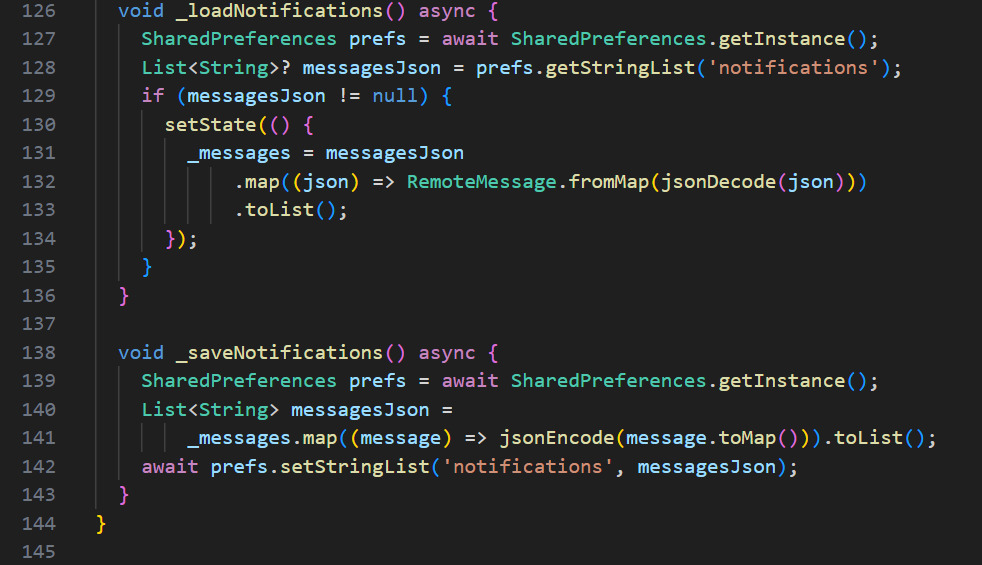 126 void _loadNotifications() async {
127 SharedPreferences prefs = await SharedPreferences.getInstance();
128 List<String>? messagesJson = prefs.getStringList('notifications');
129 if (messagesJson != null) {
130 setState(() {
131 _messages = messagesJson
132 .map((json) => RemoteMessage.fromMap(jsonDecode(json)))
133 .toList();
134 });
135 }
136 }
137
138 void _saveNotifications() async {
139 SharedPreferences prefs = await SharedPreferences.getInstance();
140 List<String> messagesJson =
141 _messages.map((message) => jsonEncode(message.toMap())).toList();
142 await prefs.setStringList('notifications', messagesJson);
143 }
144 }
145